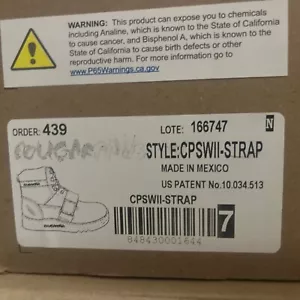 WARNING: This product can expose you to chemicals
including Analine, which is known to the State of California
to cause cancer, and Bisphenol A, which is known to the
State of California to cause birth defects or other
reproductive harm. For more information go to
www.P65Warnings.ca.gov
ORDER: 439
LOTE: 166747
N
STYLE:CPSWII-STRAP
MADE IN MEXICO
US PATENT No.10.034.513
CPSWII-STRAP
7
848430001644